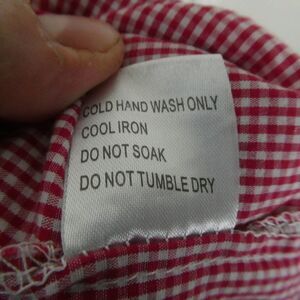 COLD HAND WASH ONLY
COOL IRON
DO NOT SOAK
DO NOT TUMBLE DRY